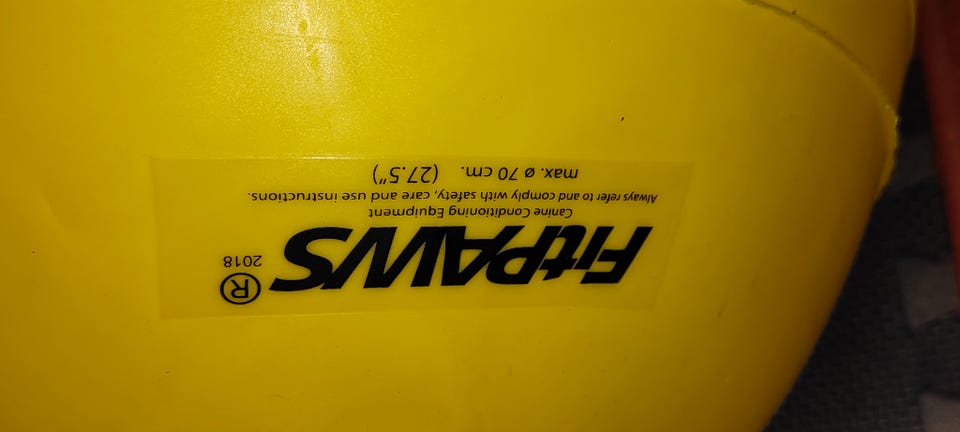 FitPAWS® 2018
Canine Conditioning Equipment
Always refer to and comply with safety, care and use instructions.
max. ø 70 cm. (27.5")